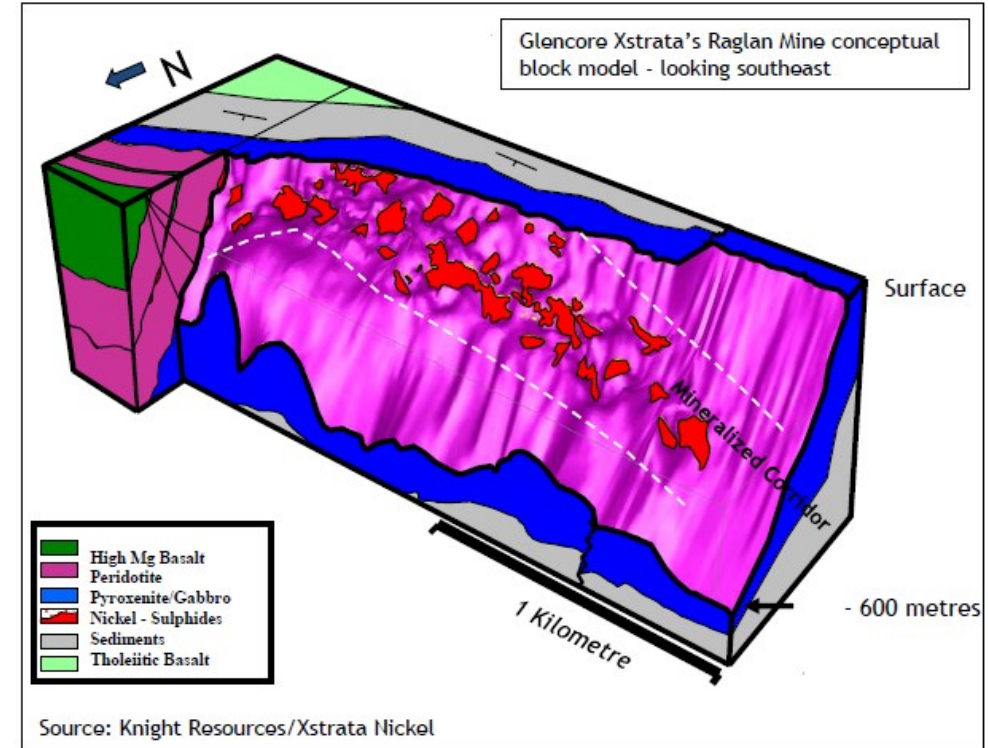 Glencore Xstrata's Raglan Mine conceptual
block model - looking southeast
N
Surface
Mineralized Corridor
- 600 metres
1 Kilometre
High Mg Basalt
Peridotite
Pyroxenite/Gabbro
Nickel - Sulphides
Sediments
Tholeiitic Basalt
Source: Knight Resources/Xstrata Nickel